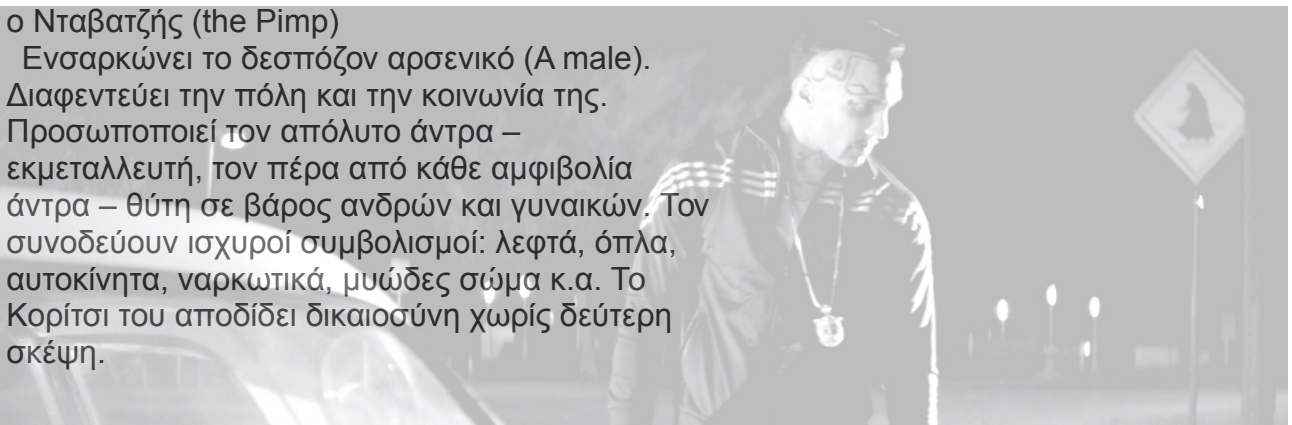 ο Νταβατζής (the Pimp)
Ενσαρκώνει το δεσπόζον αρσενικό (A male).
Διαφεντεύει την πόλη και την κοινωνία της.
Προσωποποιεί τον απόλυτο άντρα –
εκμεταλλευτή, τον πέρα από κάθε αμφιβολία
άντρα – θύτη σε βάρος ανδρών και γυναικών. Τον
συνοδεύουν ισχυροί συμβολισμοί: λεφτά, όπλα,
αυτοκίνητα, ναρκωτικά, μυώδες σώμα κ.α. Το
Κορίτσι του αποδίδει δικαιοσύνη χωρίς δεύτερη
σκέψη.